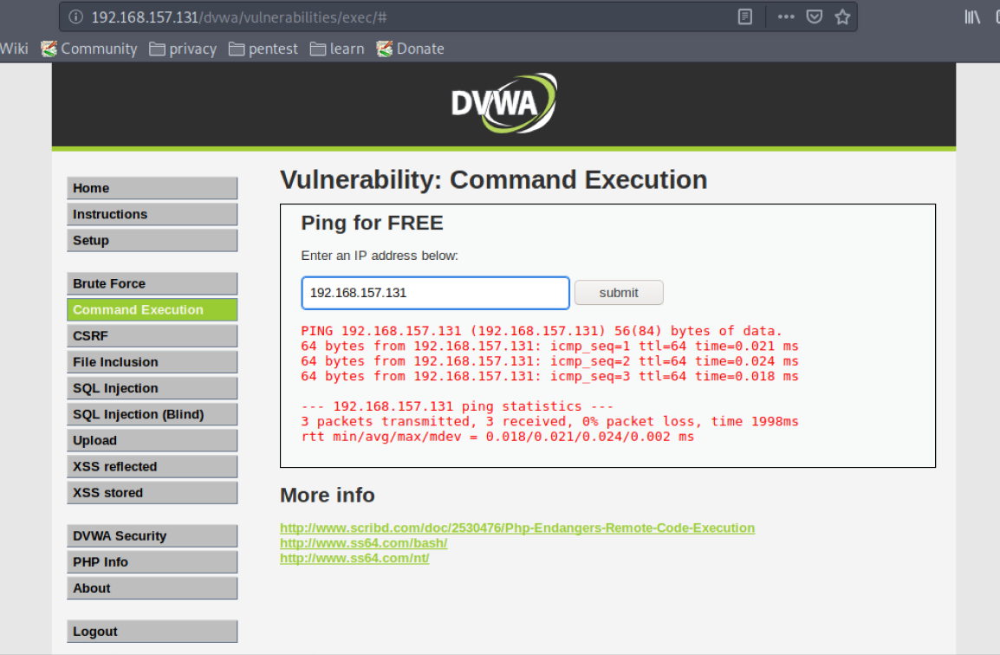 192.168.157.131/dvwa/vulnerabilities/exec/#
Wiki Community privacy pentest learn Donate
DVWA
Home
Instructions
Setup
Brute Force
Command Execution
CSRF
File Inclusion
SQL Injection
SQL Injection (Blind)
Upload
XSS reflected
XSS stored
DVWA Security
PHP Info
About
Logout
Vulnerability: Command Execution
Ping for FREE
Enter an IP address below:
192.168.157.131 submit
PING 192.168.157.131 (192.168.157.131) 56(84) bytes of data.
64 bytes from 192.168.157.131: icmp_seq=1 ttl=64 time=0.021 ms
64 bytes from 192.168.157.131: icmp_seq=2 ttl=64 time=0.024 ms
64 bytes from 192.168.157.131: icmp_seq=3 ttl=64 time=0.018 ms
--- 192.168.157.131 ping statistics ---
3 packets transmitted, 3 received, 0% packet loss, time 1998ms
rtt min/avg/max/mdev = 0.018/0.021/0.024/0.002 ms
More info
http://www.scribd.com/doc/2530476/Php-Endangers-Remote-Code-Execution
http://www.ss64.com/bash/
http://www.ss64.com/nt/